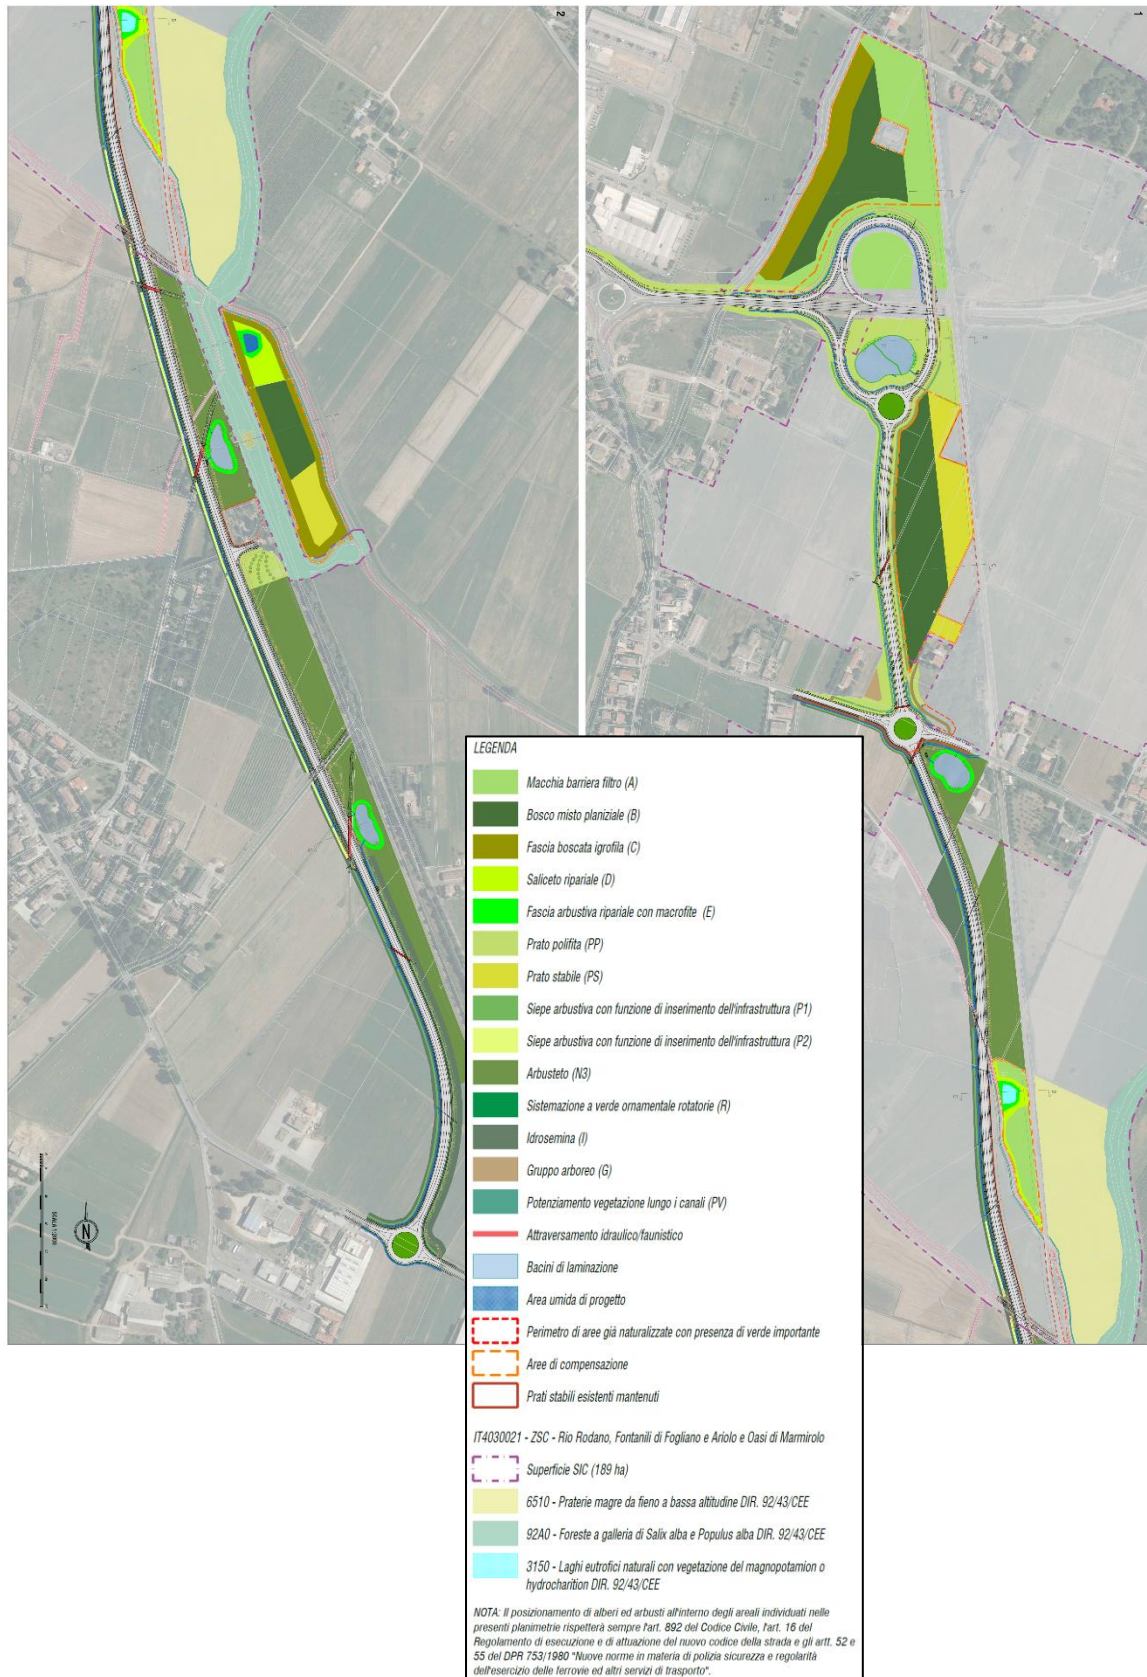 2
1
LEGENDA
Macchia barriera filtro (A)
Bosco misto planiziale (B)
Fascia boscata igrofila (C)
Saliceto ripariale (D)
Fascia arbustiva ripariale con macrofite (E)
Prato polifita (PP)
Prato stabile (PS)
Siepe arbustiva con funzione di inserimento dell'infrastruttura (P1)
Siepe arbustiva con funzione di inserimento dell'infrastruttura (P2)
Arbusteto (N3)
Sistemazione a verde ornamentale rotatorie (R)
Idrosemina (I)
Gruppo arboreo (G)
Potenziamento vegetazione lungo i canali (PV)
Attraversamento idraulico/faunistico
Bacini di laminazione
Area umida di progetto
Perimetro di aree già naturalizzate con presenza di verde importante
Aree di compensazione
Prati stabili esistenti mantenuti
IT4030021 - ZSC - Rio Rodano, Fontanili di Fogliano e Ariolo e Oasi di Marmirolo
Superficie SIC (189 ha)
6510 - Praterie magre da fieno a bassa altitudine DIR. 92/43/CEE
92A0 - Foreste a galleria di Salix alba e Populus alba DIR. 92/43/CEE
3150 - Laghi eutrofici naturali con vegetazione del magnopotamion o
hydrocharition DIR. 92/43/CEE
NOTA: Il posizionamento di alberi ed arbusti all'interno degli areali individuati nelle
presenti planimetrie rispetterà sempre l'art. 892 del Codice Civile, l'art. 16 del
Regolamento di esecuzione e di attuazione del nuovo codice della strada e gli artt. 52 e
55 del DPR 753/1980 "Nuove norme in materia di polizia sicurezza e regolarità
dell'esercizio delle ferrovie ed altri servizi di trasporto".
N